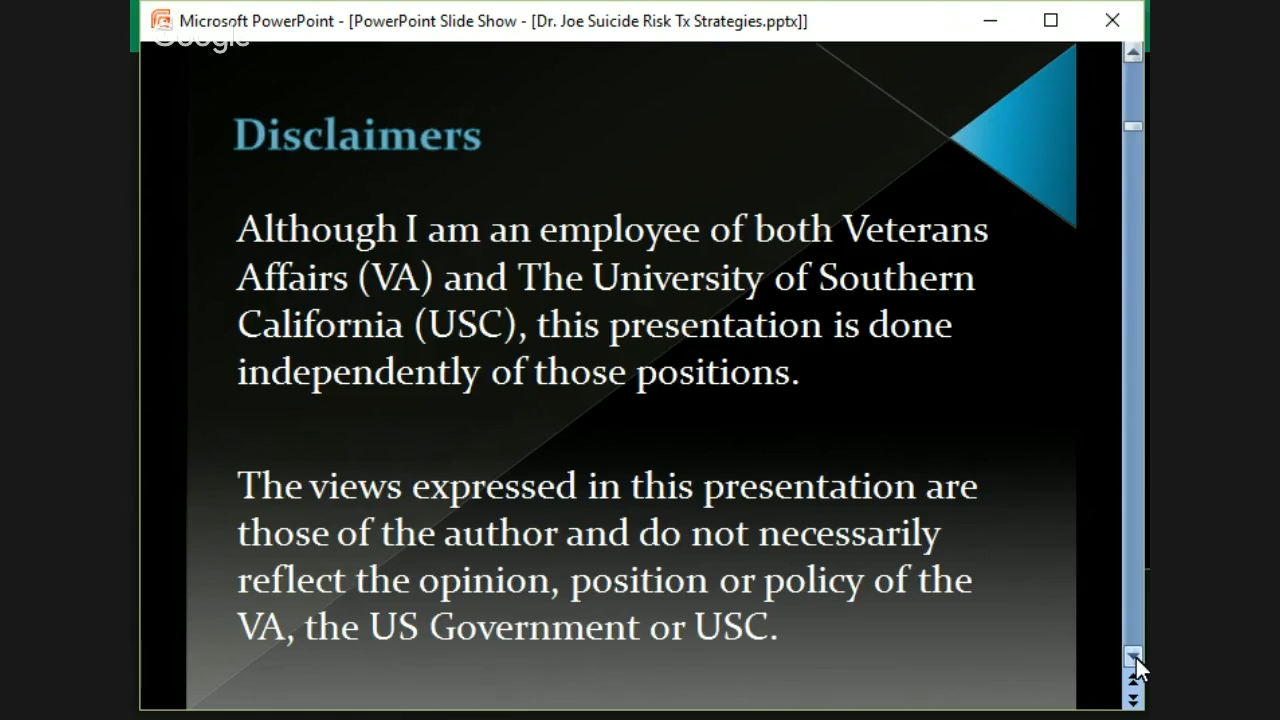 Microsoft PowerPoint - [PowerPoint Slide Show - [Dr. Joe Suicide Risk Tx Strategies.pptx]]
Google
Disclaimers
Although I am an employee of both Veterans
Affairs (VA) and The University of Southern
California (USC), this presentation is done
independently of those positions.
The views expressed in this presentation are
those of the author and do not necessarily
reflect the opinion, position or policy of the
VA, the US Government or USC.